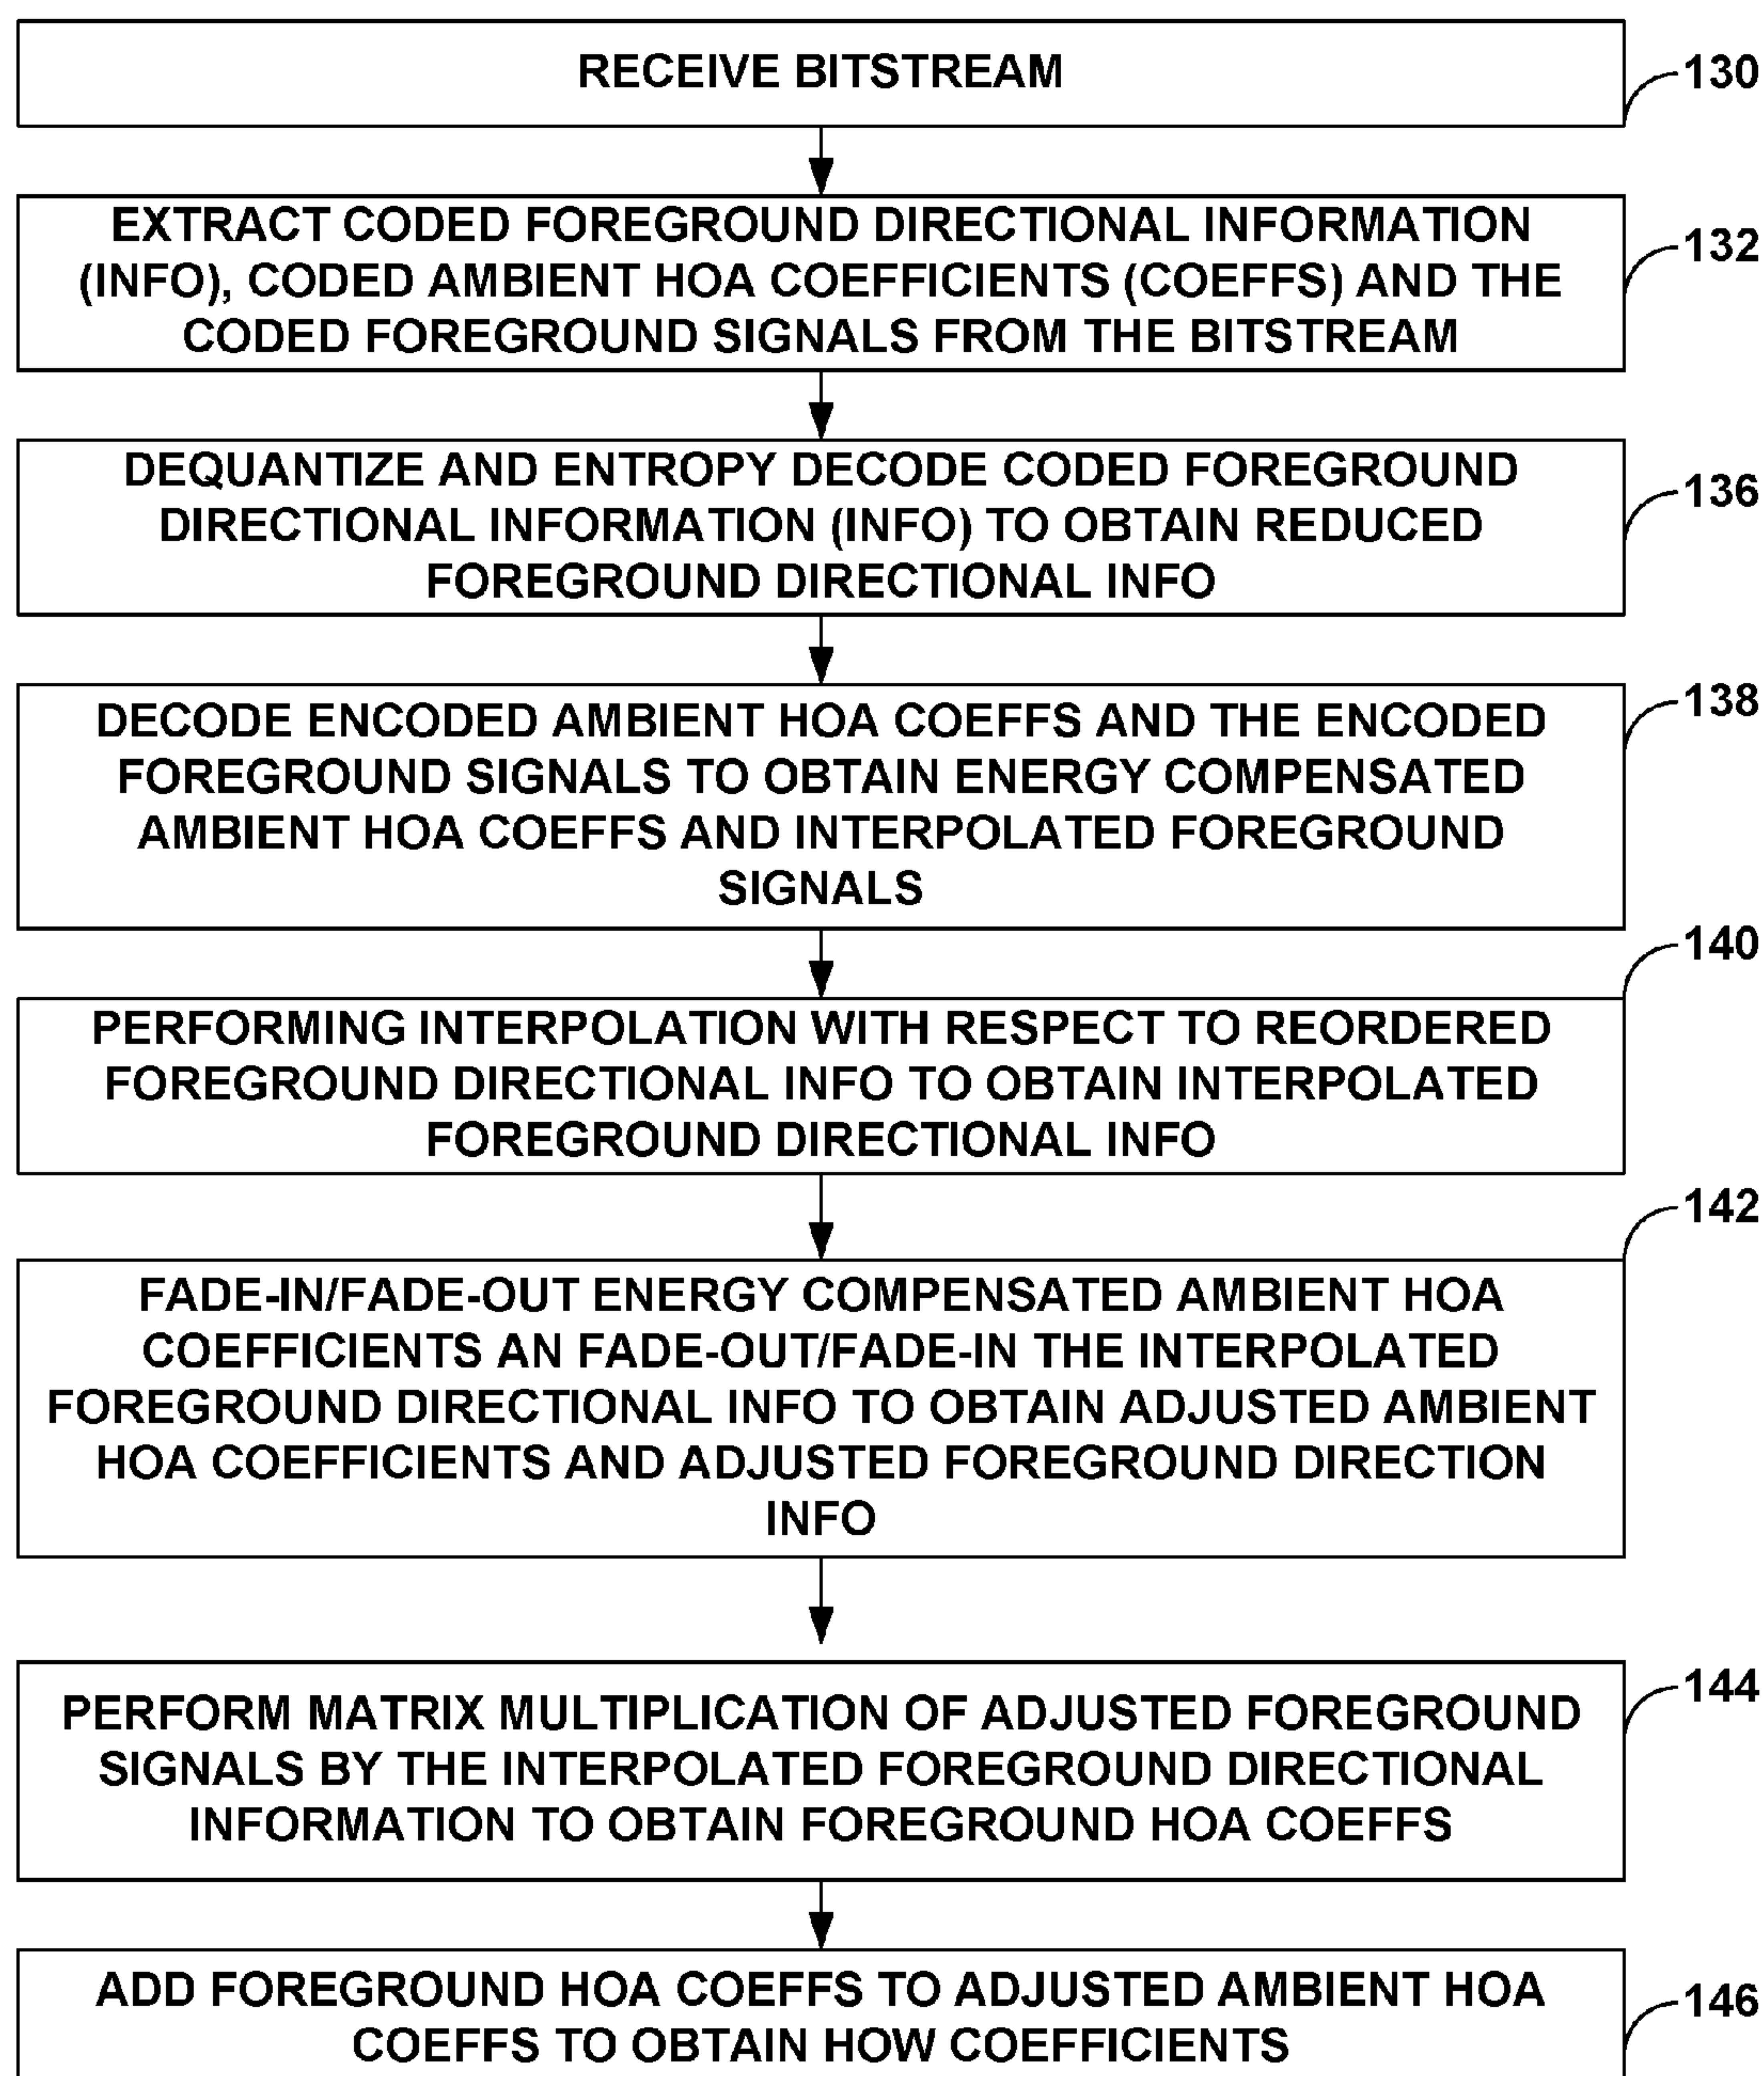 RECEIVE BITSTREAM
130
EXTRACT CODED FOREGROUND DIRECTIONAL INFORMATION
(INFO), CODED AMBIENT HOA COEFFICIENTS (COEFFS) AND THE
CODED FOREGROUND SIGNALS FROM THE BITSTREAM
132
DEQUANTIZE AND ENTROPY DECODE CODED FOREGROUND
DIRECTIONAL INFORMATION (INFO) TO OBTAIN REDUCED
FOREGROUND DIRECTIONAL INFO
136
DECODE ENCODED AMBIENT HOA COEFFS AND THE ENCODED
FOREGROUND SIGNALS TO OBTAIN ENERGY COMPENSATED
AMBIENT HOA COEFFS AND INTERPOLATED FOREGROUND
SIGNALS
138
PERFORMING INTERPOLATION WITH RESPECT TO REORDERED
FOREGROUND DIRECTIONAL INFO TO OBTAIN INTERPOLATED
FOREGROUND DIRECTIONAL INFO
140
FADE-IN/FADE-OUT ENERGY COMPENSATED AMBIENT HOA
COEFFICIENTS AN FADE-OUT/FADE-IN THE INTERPOLATED
FOREGROUND DIRECTIONAL INFO TO OBTAIN ADJUSTED AMBIENT
HOA COEFFICIENTS AND ADJUSTED FOREGROUND DIRECTION
INFO
142
PERFORM MATRIX MULTIPLICATION OF ADJUSTED FOREGROUND
SIGNALS BY THE INTERPOLATED FOREGROUND DIRECTIONAL
INFORMATION TO OBTAIN FOREGROUND HOA COEFFS
144
ADD FOREGROUND HOA COEFFS TO ADJUSTED AMBIENT HOA
COEFFS TO OBTAIN HOW COEFFICIENTS
146